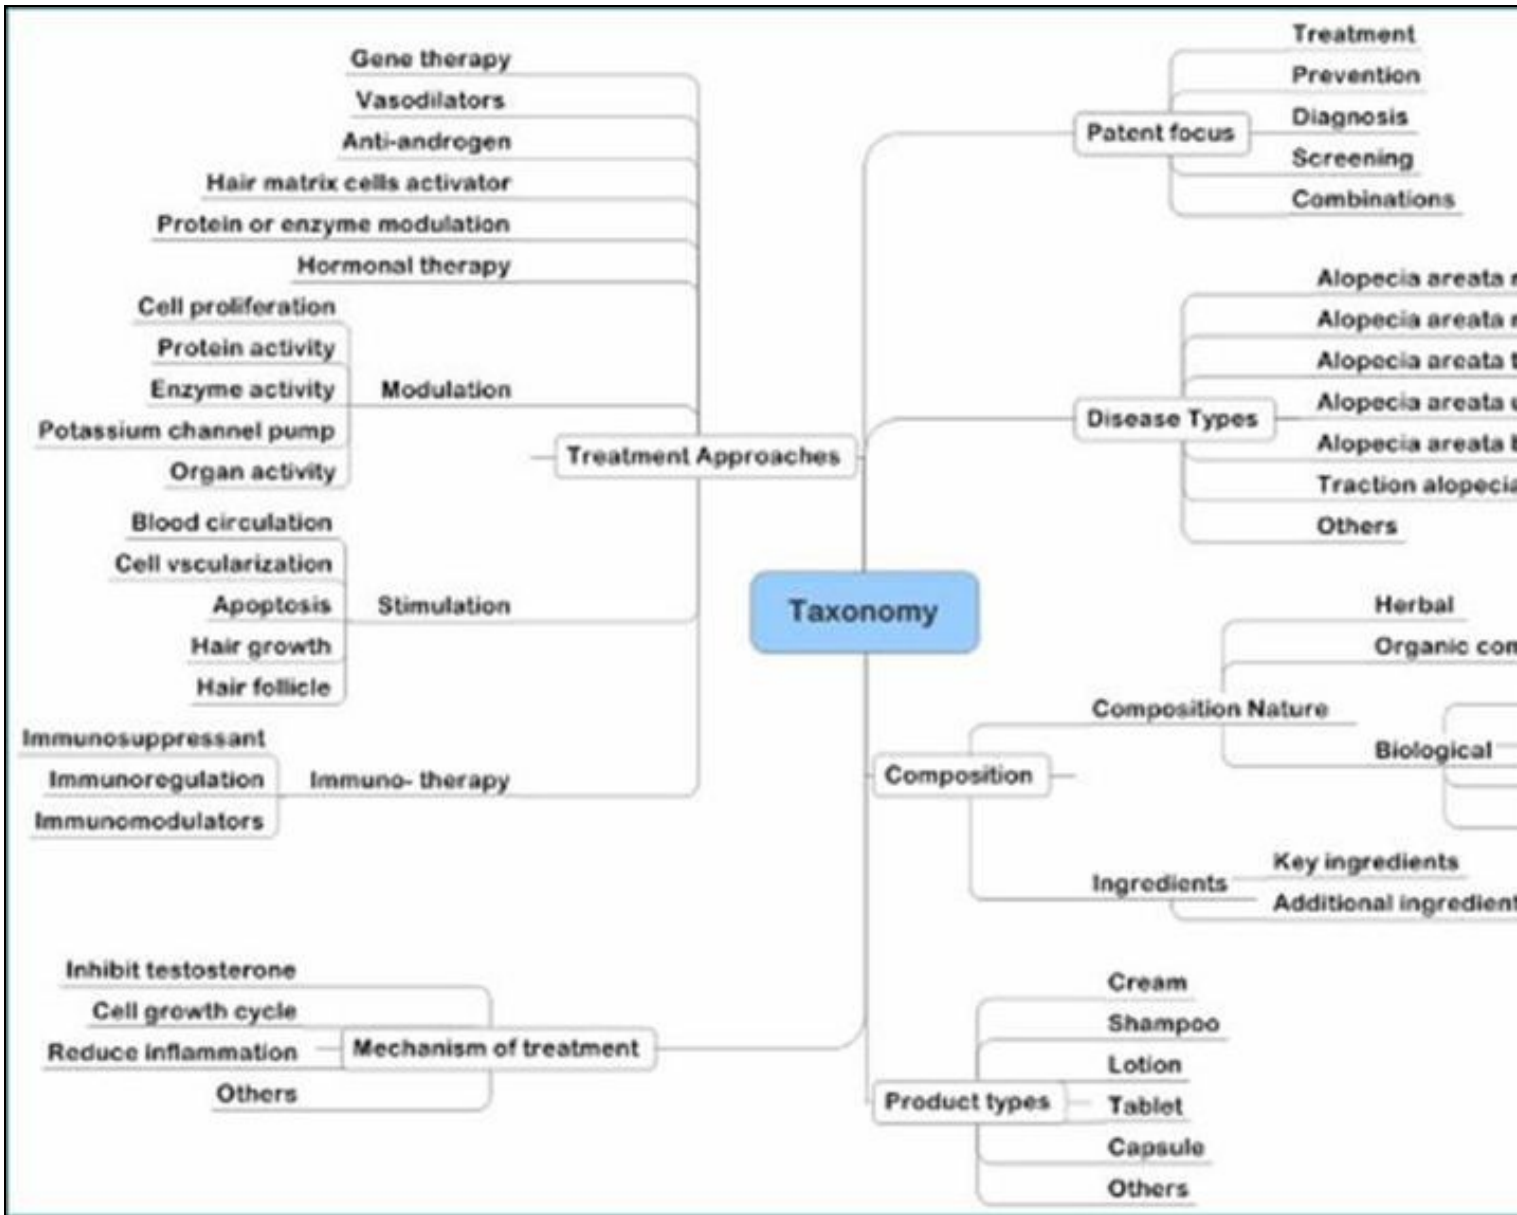 Gene therapy
Vasodilators
Anti-androgen
Hair matrix cells activator
Protein or enzyme modulation
Hormonal therapy
Cell proliferation
Protein activity
Enzyme activity
Potassium channel pump
Organ activity
Modulation
Blood circulation
Cell vscularization
Apoptosis
Hair growth
Hair follicle
Stimulation
Immunosuppressant
Immunoregulation
Immunomodulators
Immuno- therapy
Treatment Approaches
Inhibit testosterone
Cell growth cycle
Reduce inflammation
Others
Mechanism of treatment
Taxonomy
Patent focus
Treatment
Prevention
Diagnosis
Screening
Combinations
Disease Types
Alopecia areata
Alopecia areata
Alopecia areata
Alopecia areata
Alopecia areata
Traction alopecia
Others
Composition
Composition Nature
Herbal
Organic
Biological
Ingredients
Key ingredients
Additional ingredient
Product types
Cream
Shampoo
Lotion
Tablet
Capsule
Others